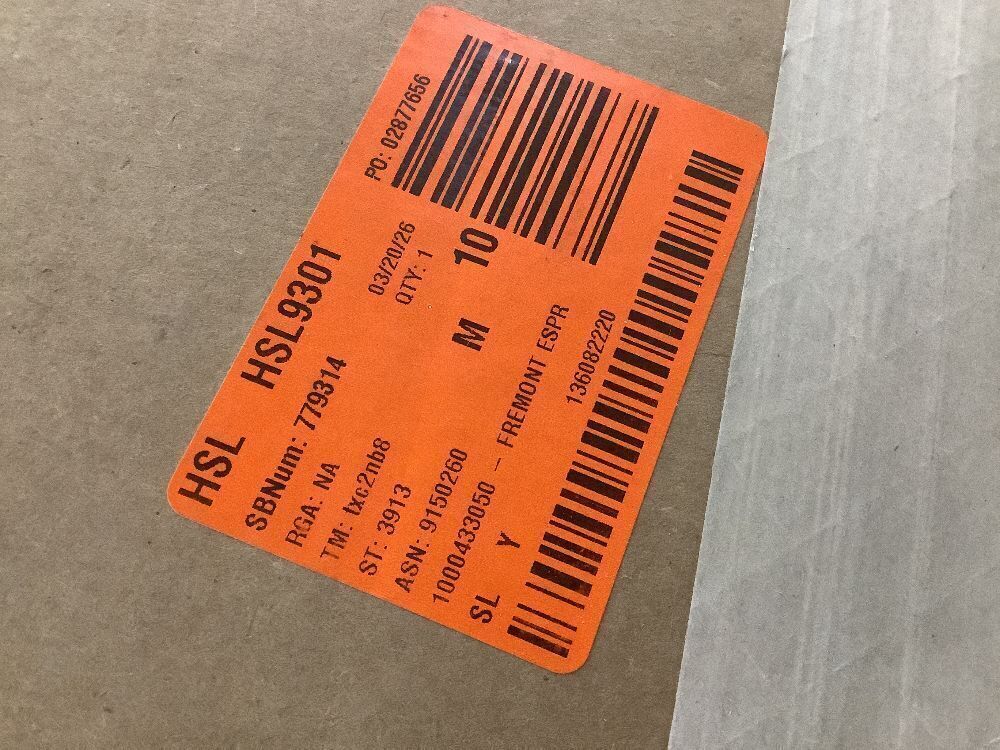 HSL HSL9301
SBNum: 779314
RGA: NA 03/20/26 PO: 02877656
TM: txc2nb8 QTY: 1
ST: 3913
ASN: 9150260 M 10
1000433050 - FREMONT ESPR
SL Y 136082220